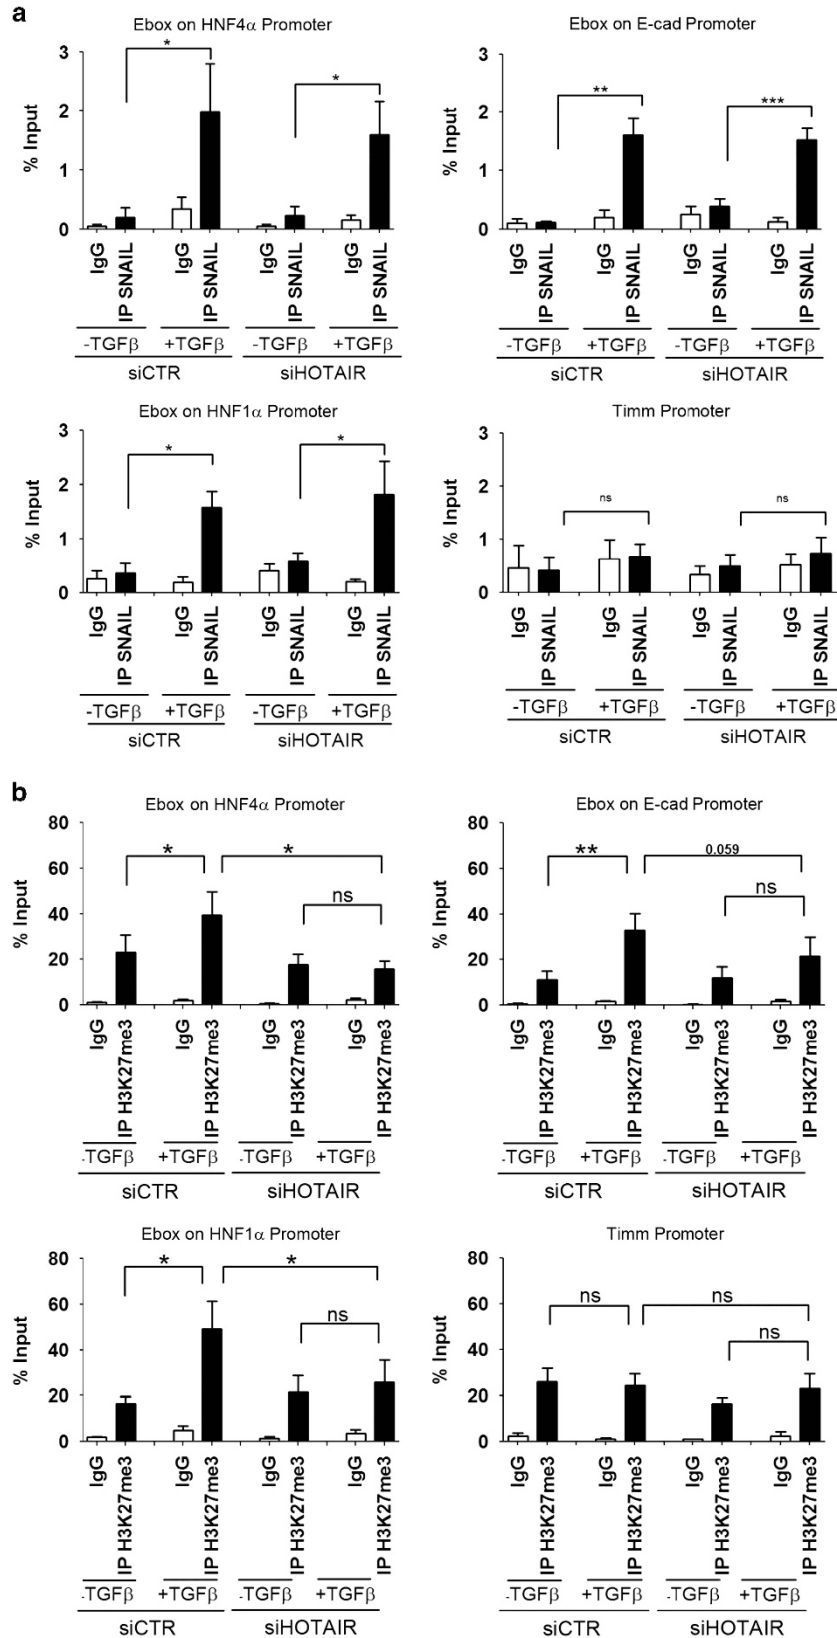 a
Ebox on HNF4α Promoter
% Input
3
2
1
0
*
*
IgG
IP SNAIL
IgG
IP SNAIL
IgG
IP SNAIL
IgG
IP SNAIL
-TGFβ
+TGFβ
-TGFβ
+TGFβ
siCTR
siHOTAIR
Ebox on E-cad Promoter
% Input
3
2
1
0
**
***
IgG
IP SNAIL
IgG
IP SNAIL
IgG
IP SNAIL
IgG
IP SNAIL
-TGFβ
+TGFβ
-TGFβ
+TGFβ
siCTR
siHOTAIR
Ebox on HNF1α Promoter
% Input
3
2
1
0
*
*
IgG
IP SNAIL
IgG
IP SNAIL
IgG
IP SNAIL
IgG
IP SNAIL
-TGFβ
+TGFβ
-TGFβ
+TGFβ
siCTR
siHOTAIR
Timm Promoter
% Input
3
2
1
0
ns
ns
IgG
IP SNAIL
IgG
IP SNAIL
IgG
IP SNAIL
IgG
IP SNAIL
-TGFβ
+TGFβ
-TGFβ
+TGFβ
siCTR
siHOTAIR
b
Ebox on HNF4α Promoter
% Input
80
60
40
20
0
*
*
ns
IgG
IP H3K27me3
IgG
IP H3K27me3
IgG
IP H3K27me3
IgG
IP H3K27me3
-TGFβ
+TGFβ
-TGFβ
+TGFβ
siCTR
siHOTAIR
Ebox on E-cad Promoter
% Input
80
60
40
20
0
**
0.059
ns
IgG
IP H3K27me3
IgG
IP H3K27me3
IgG
IP H3K27me3
IgG
IP H3K27me3
-TGFβ
+TGFβ
-TGFβ
+TGFβ
siCTR
siHOTAIR
Ebox on HNF1α Promoter
% Input
80
60
40
20
0
*
*
ns
IgG
IP H3K27me3
IgG
IP H3K27me3
IgG
IP H3K27me3
IgG
IP H3K27me3
-TGFβ
+TGFβ
-TGFβ
+TGFβ
siCTR
siHOTAIR
Timm Promoter
% Input
80
60
40
20
0
ns
ns
ns
IgG
IP H3K27me3
IgG
IP H3K27me3
IgG
IP H3K27me3
IgG
IP H3K27me3
-TGFβ
+TGFβ
-TGFβ
+TGFβ
siCTR
siHOTAIR